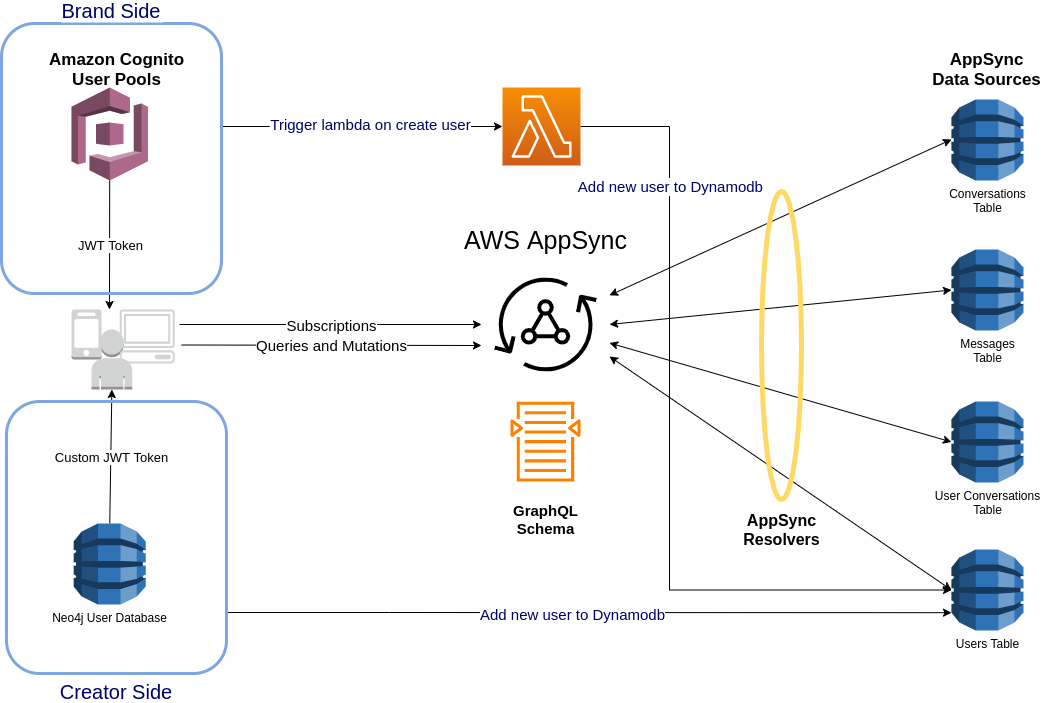 Brand Side
Amazon Cognito
User Pools
JWT Token
Trigger lambda on create user
Add new user to Dynamodb
AppSync
Data Sources
Conversations
Table
AWS AppSync
Subscriptions
Queries and Mutations
Messages
Table
Custom JWT Token
GraphQL
Schema
AppSync
Resolvers
User Conversations
Table
Neo4j User Database
Add new user to Dynamodb
Users Table
Creator Side